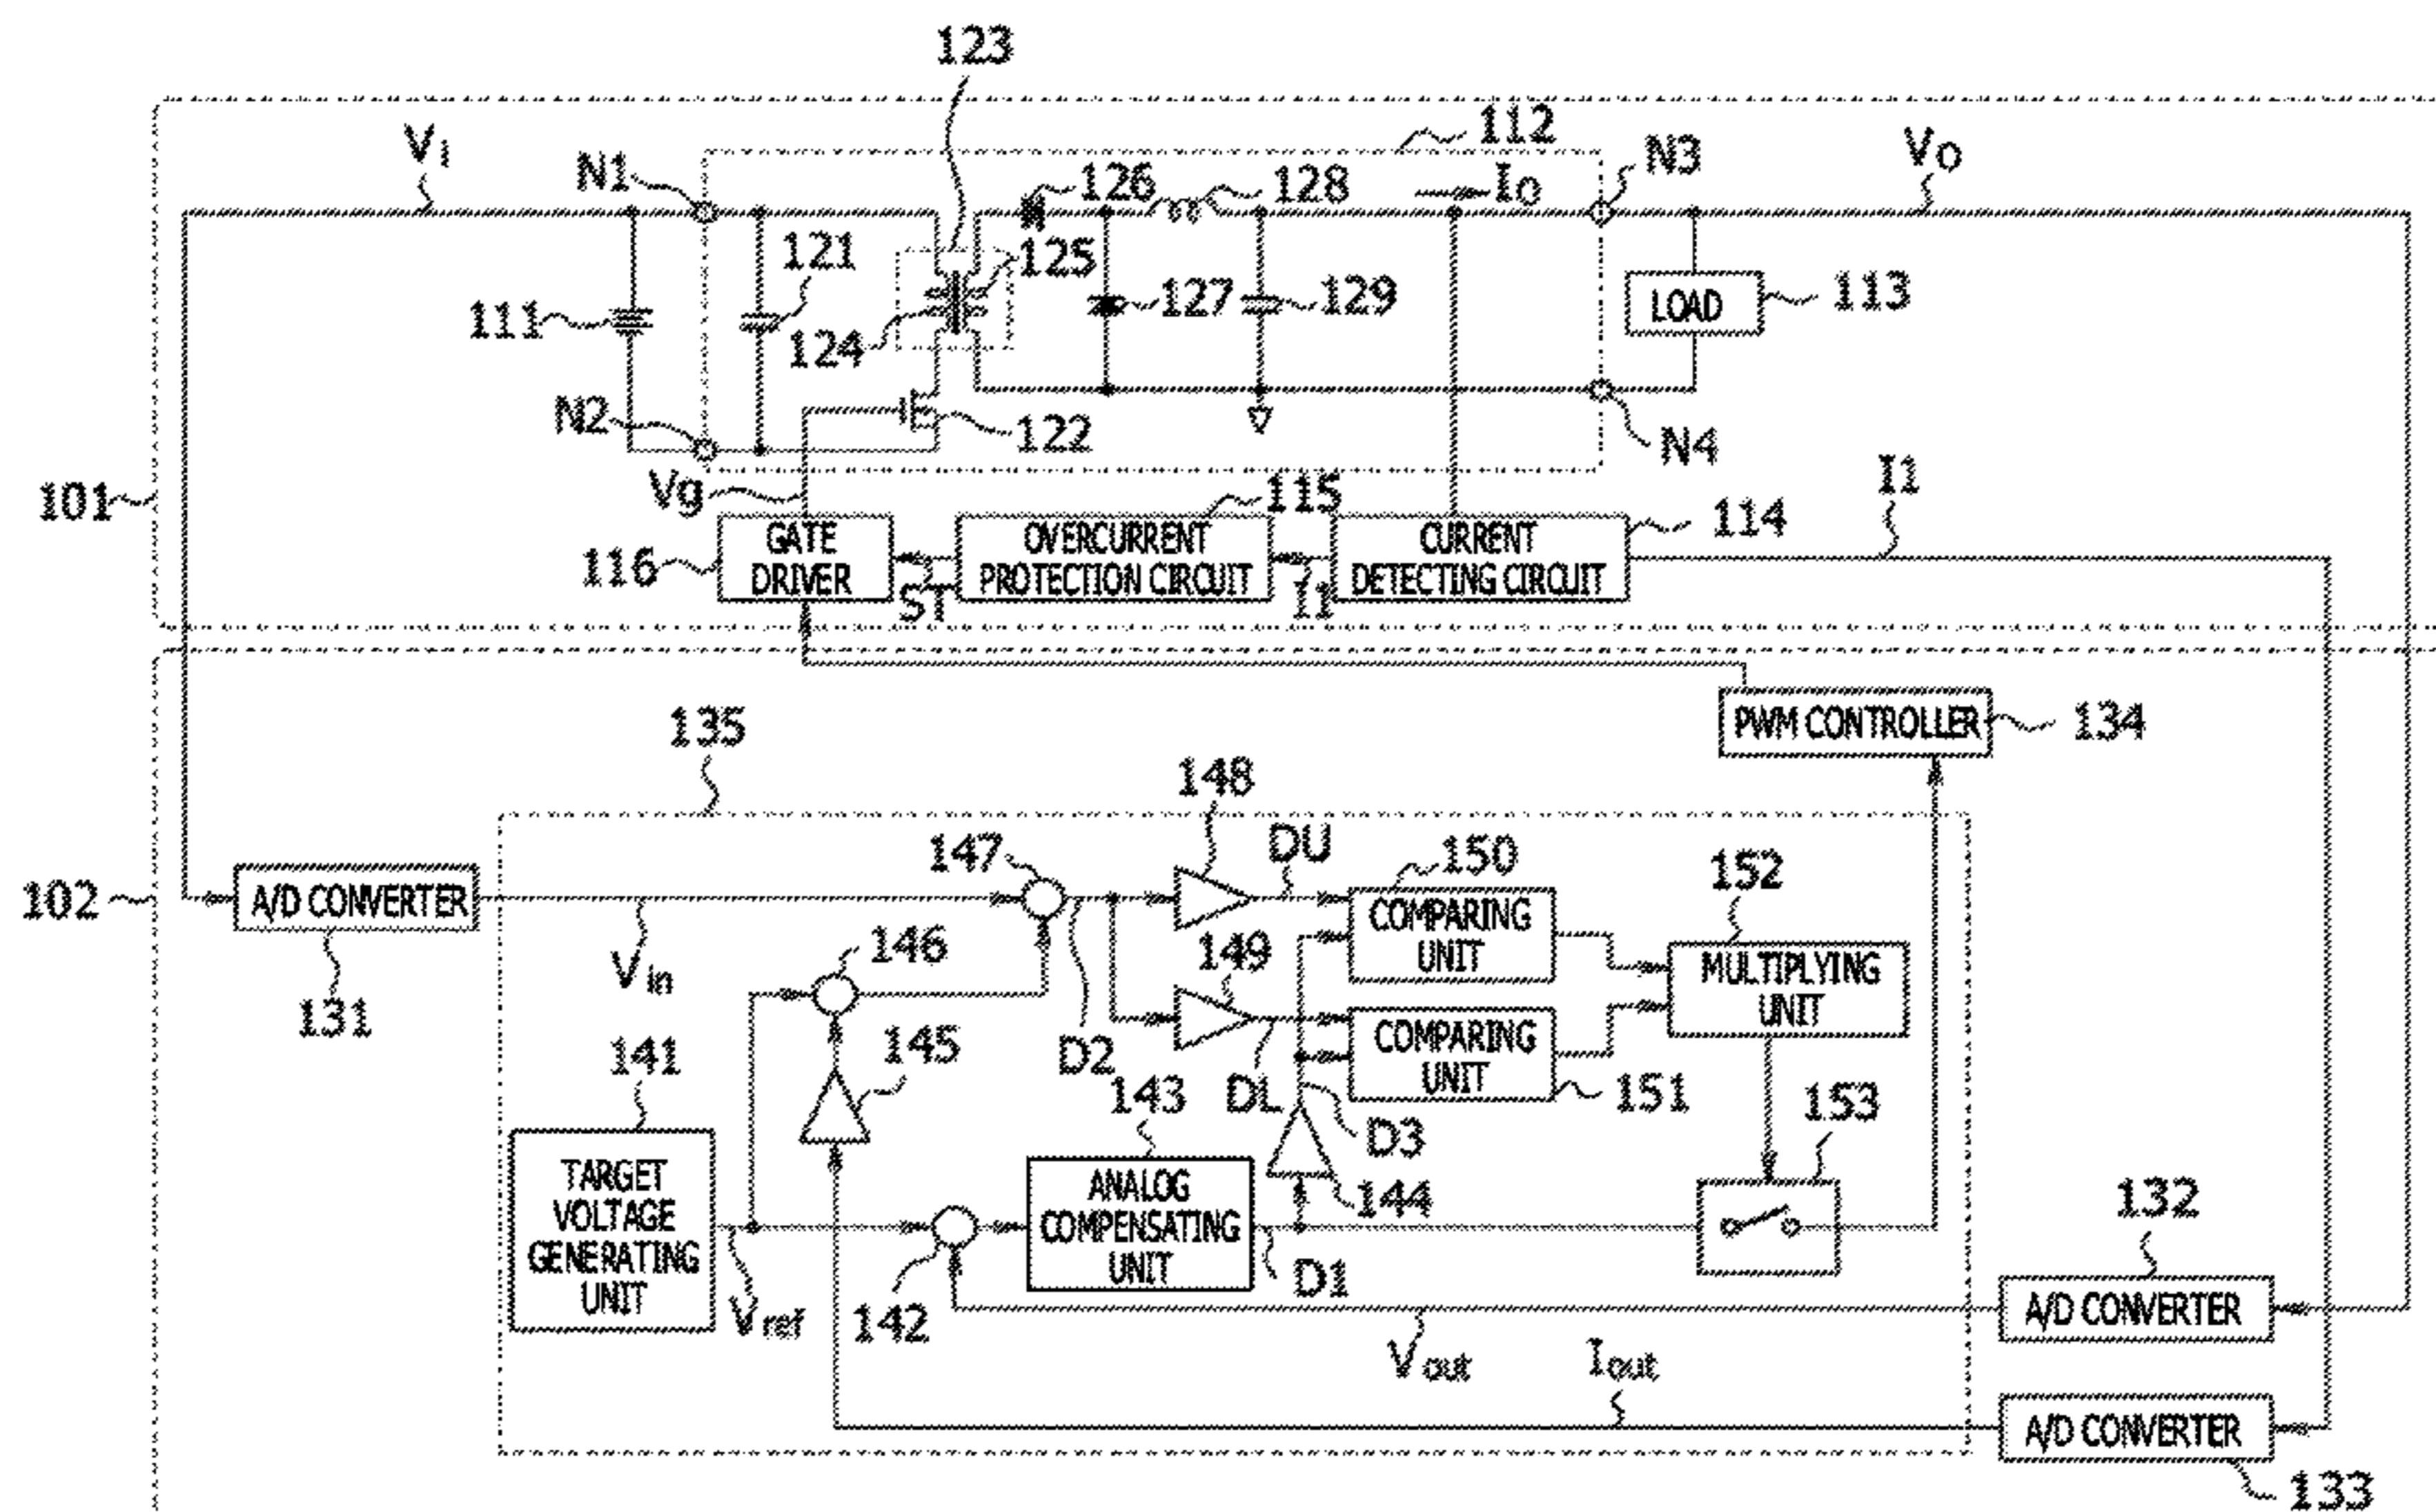 123
112
Vi
N1
N3
VO
126
128
IO
121
125
111
127
129
LOAD
113
124
N2
122
N4
101
Vg
115
I1
114
116
GATE
DRIVER
OVERCURRENT
PROTECTION CIRCUIT
CURRENT
DETECTING CIRCUIT
ST
I1
135
PWM CONTROLLER
134
148
147
DU
150
152
102
A/D CONVERTER
COMPARING
UNIT
146
149
MULTIPLYING
UNIT
Vin
131
141
145
D2
COMPARING
UNIT
143
DL
151
153
D3
TARGET
VOLTAGE
GENERATING
UNIT
ANALOG
COMPENSATING
UNIT
144
132
D1
Vref
142
A/D CONVERTER
Vout
Iout
A/D CONVERTER
133